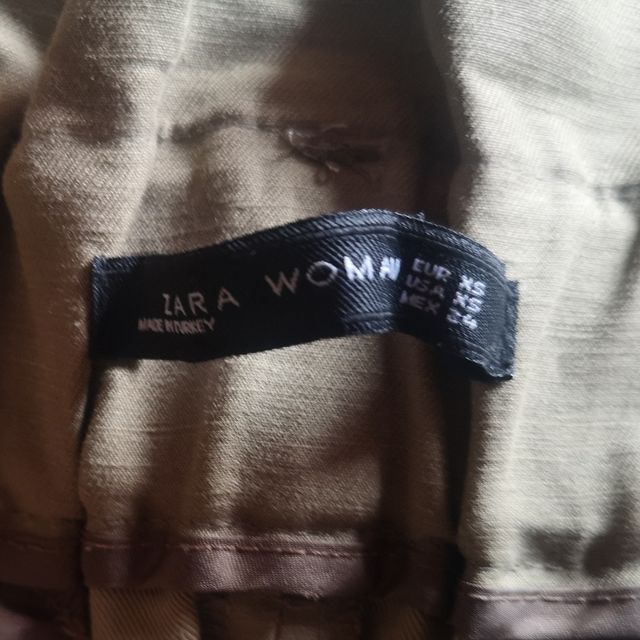 ZARA WOMAN
MADE IN TURKEY
EUR XS
USA XS
MEX 24